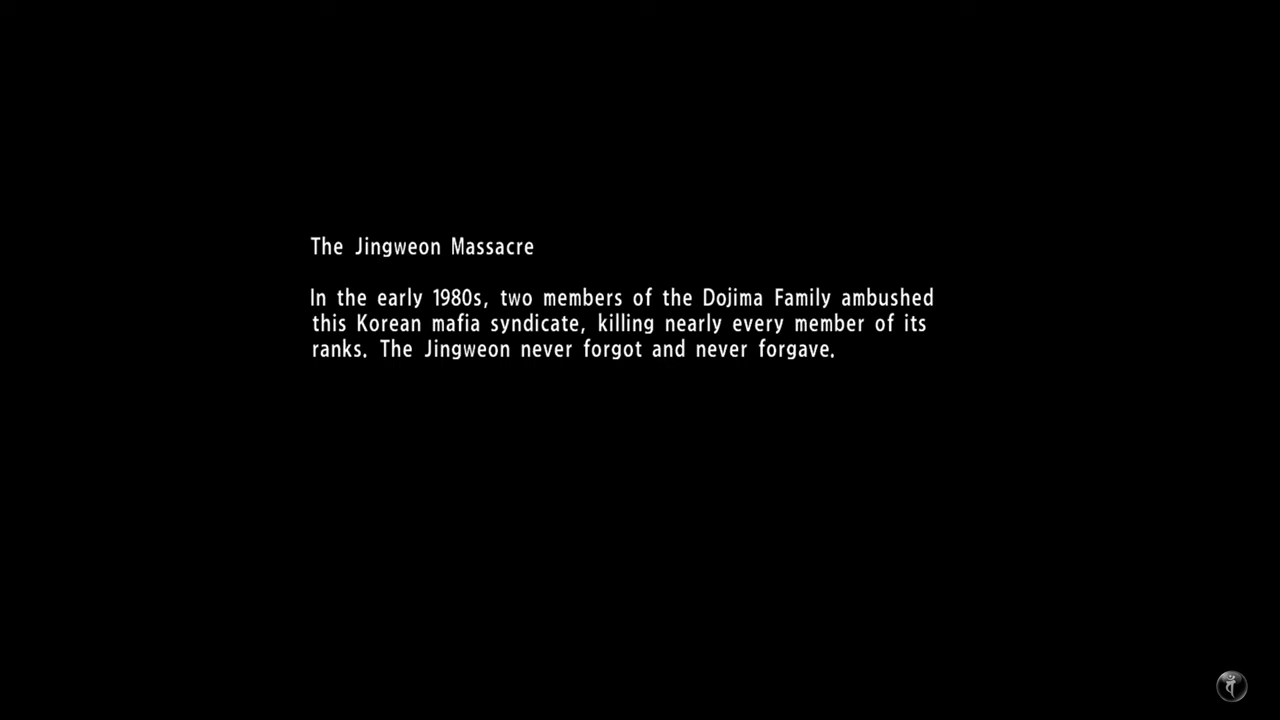 The Jingweon Massacre
In the early 1980s, two members of the Dojima Family ambushed
this Korean mafia syndicate, killing nearly every member of its
ranks. The Jingweon never forgot and never forgave.